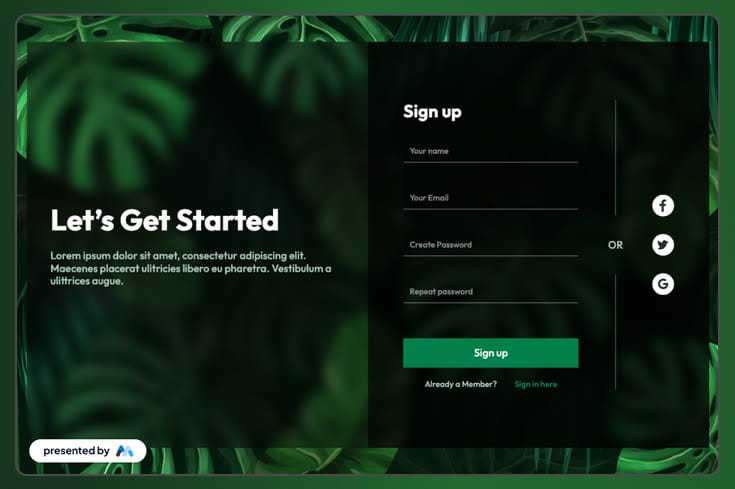 Let's Get Started
Lorem ipsum dolor sit amet, consectetur adipiscing elit.
Maecenas placerat ulitricies libero eu pharetra. Vestibulum a
ulittrices augue.
Sign up
Your name
Your Email
Create Password
Repeat password
Sign up
Already a Member? Sign in here
OR
presented by